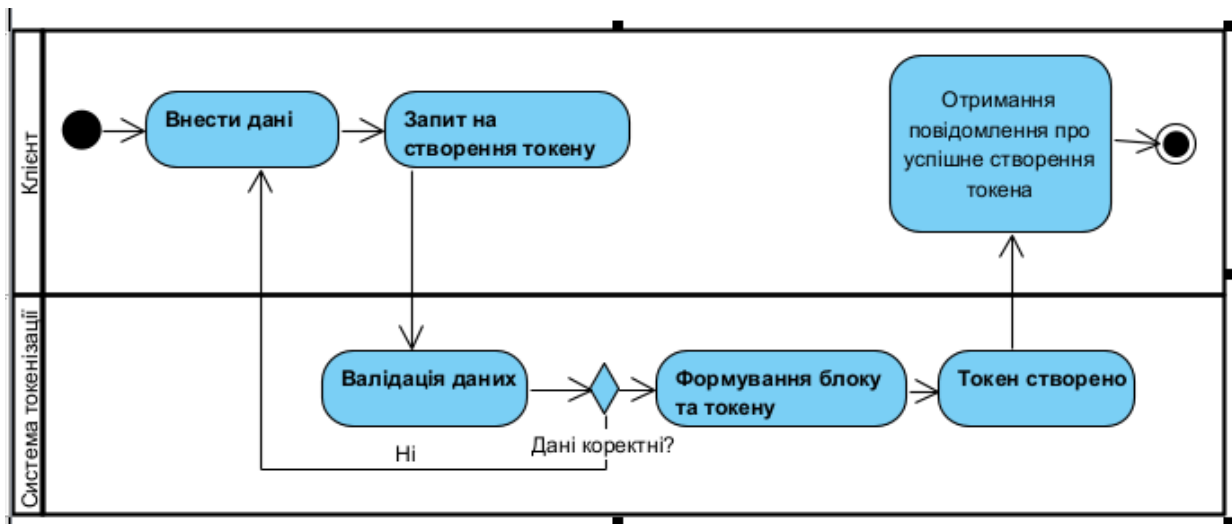 Клієнт
Внести дані
Запит на
створення токену
Отримання
повідомлення про
успішне створення
токена
Система токенізації
Валідація даних
Дані коректні?
Ні
Формування блоку
та токену
Токен створено